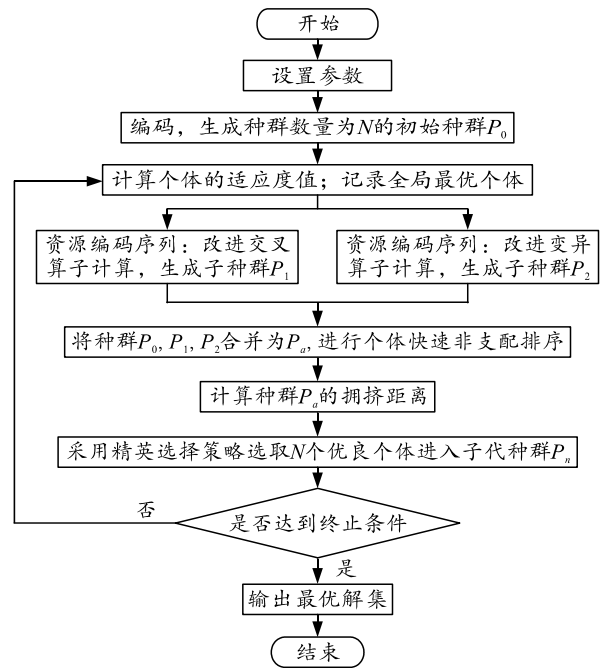 开始
设置参数
编码，生成种群数量为N的初始种群P₀
计算个体的适应度值；记录全局最优个体
资源编码序列：改进交叉
算子计算，生成子种群P₁
资源编码序列：改进变异
算子计算，生成子种群P₂
将种群P₀, P₁, P₂合并为Pₐ, 进行个体快速非支配排序
计算种群Pₐ的拥挤距离
采用精英选择策略选取N个优良个体进入子代种群Pₙ
否
是否达到终止条件
是
输出最优解集
结束